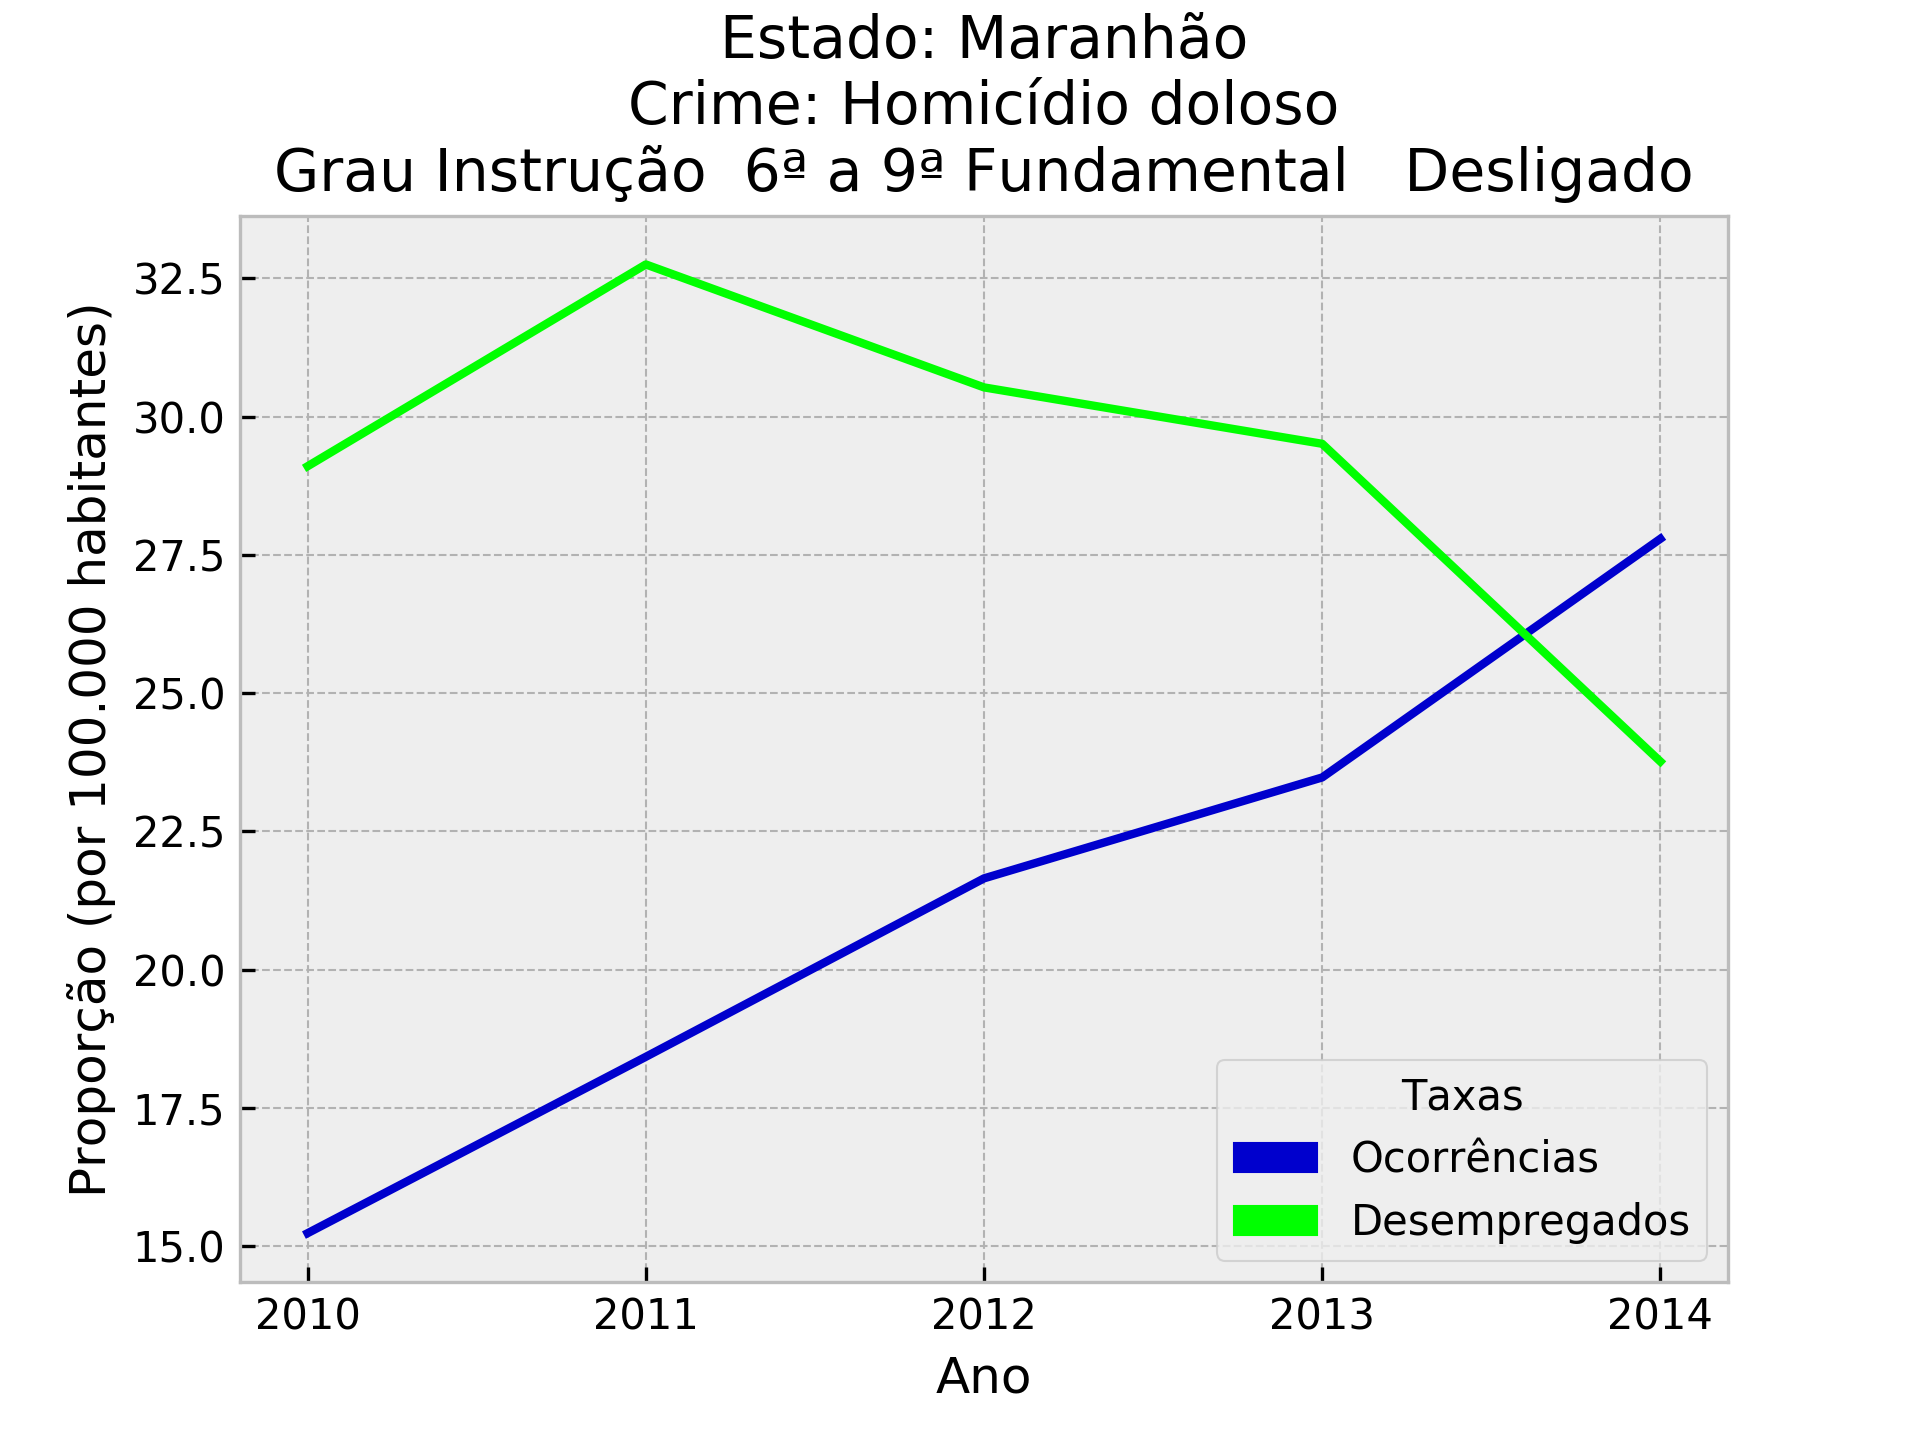 Estado: Maranhão
Crime: Homicídio doloso
Grau Instrução  6ª a 9ª Fundamental   Desligado
Proporção (por 100.000 habitantes)
32.5
30.0
27.5
25.0
22.5
20.0
17.5
15.0
Taxas
Ocorrências
Desempregados
2010 2011 2012 2013 2014
Ano